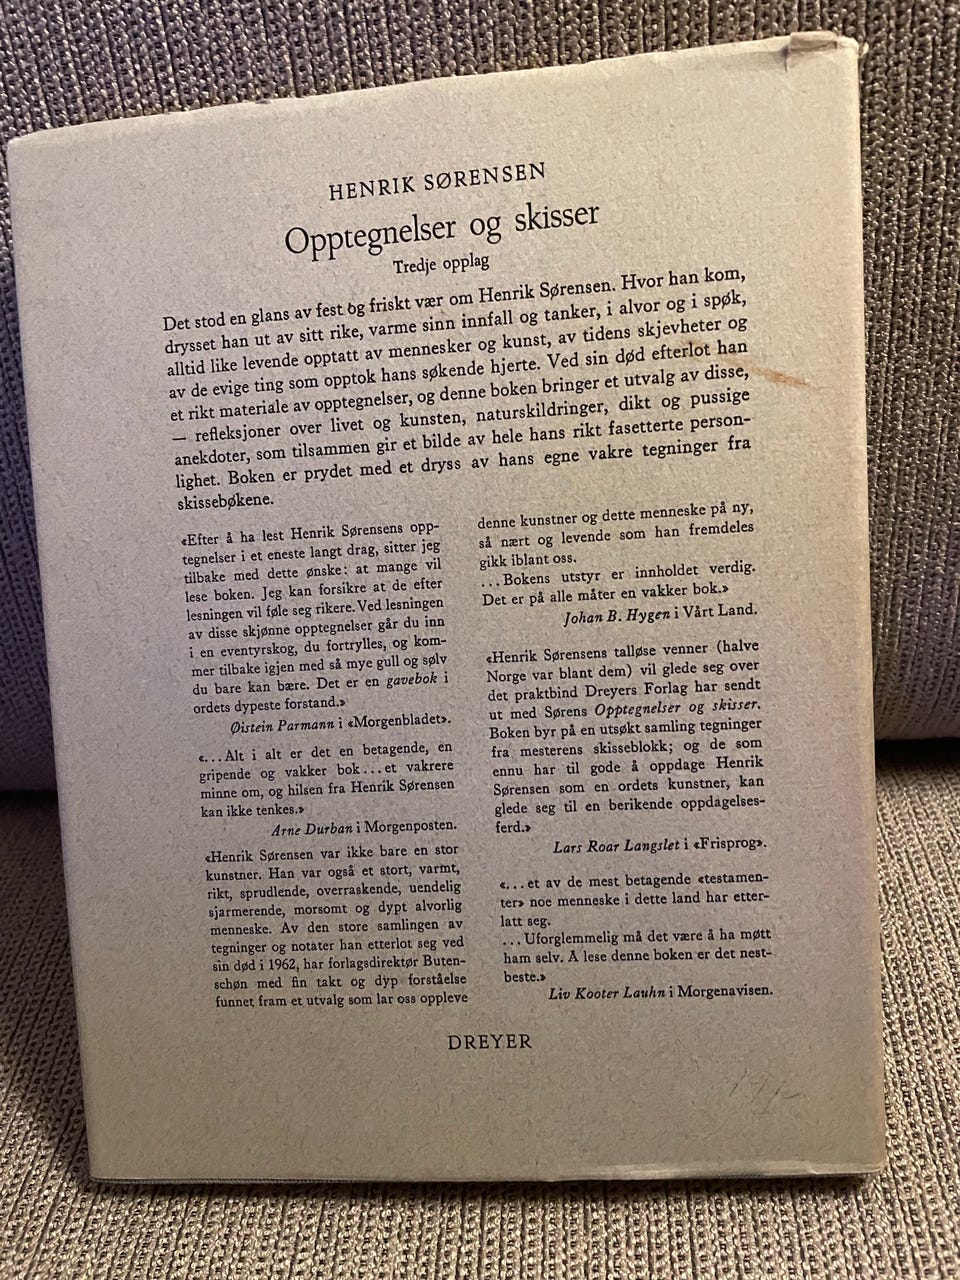 HENRIK SØRENSEN
Opptegnelser og skisser
Tredje opplag
Det stod en glans av fest og friskt vær om Henrik Sørensen. Hvor han kom,
drysset han ut av sitt rike, varme sinn innfall og tanker, i alvor og i spøk,
alltid like levende opptatt av mennesker og kunst, av tidens skjevheter og
av de evige ting som opptok hans søkende hjerte. Ved sin død efterlot han
et rikt materiale av opptegnelser, og denne boken bringer et utvalg av disse,
— refleksjoner over livet og kunsten, naturskildringer, dikt og pussige
anekdoter, som tilsammen gir et bilde av hele hans rikt fasetterte person-
lighet. Boken er prydet med et dryss av hans egne vakre tegninger fra
skissebøkene.
«Efter å ha lest Henrik Sørensens opp-
tegnelser i et eneste langt drag, sitter jeg
tilbake med dette ønske: at mange vil
lese boken. Jeg kan forsikre at de efter
lesningen vil føle seg rikere. Ved lesningen
av disse skjønne opptegnelser går du inn
i en eventyrskog, du fortrylles, og kom-
mer tilbake igjen med så mye gull og sølv
du bare kan bære. Det er en gavebok i
ordets dypeste forstand.»
Øistein Parmann i «Morgenbladet».
«...Alt i alt er det en betagende, en
gripende og vakker bok...et vakrere
minne om, og hilsen fra Henrik Sørensen
kan ikke tenkes.»
Arne Durban i Morgenposten.
«Henrik Sørensen var ikke bare en stor
kunstner. Han var også et stort, varmt,
rikt, sprudlende, overraskende, uendelig
sjarmerende, morsomt og dypt alvorlig
menneske. Av den store samlingen av
tegninger og notater han etterlot seg ved
sin død i 1962, har forlagsdirektør Buten-
schøn med fin takt og dyp forståelse
funnet fram et utvalg som lar oss oppleve
denne kunstner og dette menneske på ny,
så nært og levende som han fremdeles
gikk iblant oss.
...Bokens utstyr er innholdet verdig.
Det er på alle måter en vakker bok.»
Johan B. Hygen i Vårt Land.
«Henrik Sørensens talløse venner (halve
Norge var blant dem) vil glede seg over
det praktbind Dreyers Forlag har sendt
ut med Sørens Opptegnelser og skisser.
Boken byr på en utsøkt samling tegninger
fra mesterens skisseblokk; og de som
ennu har til gode å oppdage Henrik
Sørensen som en ordets kunstner, kan
glede seg til en berikende oppdagelses-
ferd.»
Lars Roar Langslet i «Frisprog».
«...et av de mest betagende «testamen-
ter» noe menneske i dette land har etter-
latt seg.
...Uforglemmelig må det være å ha møtt
ham selv. Å lese denne boken er det nest-
beste.»
Liv Kooter Lauhn i Morgenavisen.
DREYER